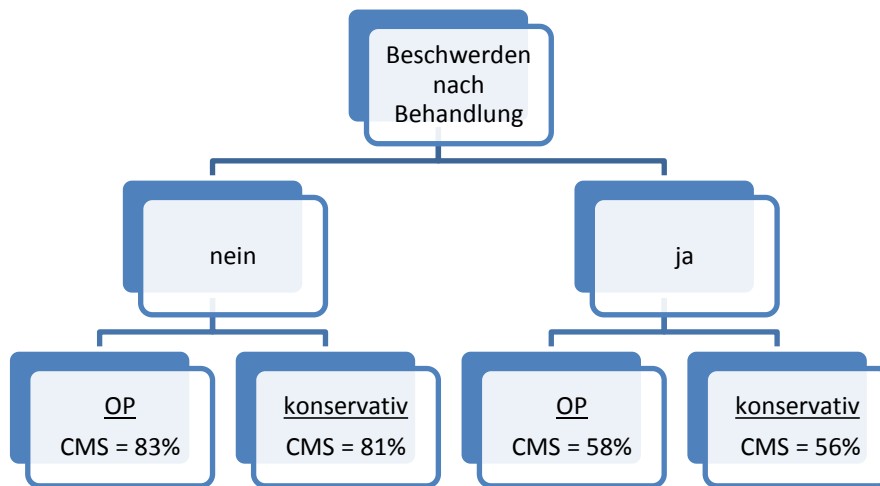 Beschwerden
nach
Behandlung
nein
ja
OP
CMS = 83%
konservativ
CMS = 81%
OP
CMS = 58%
konservativ
CMS = 56%